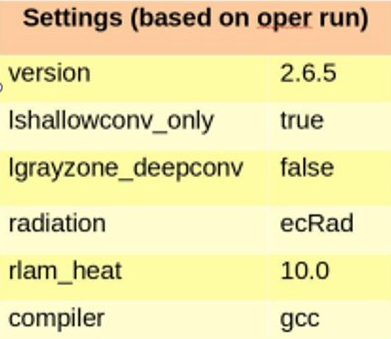 Settings (based on oper run)
version 2.6.5
lshallowconv_only true
lgrayzone_deepconv false
radiation ecRad
rlam_heat 10.0
compiler gcc